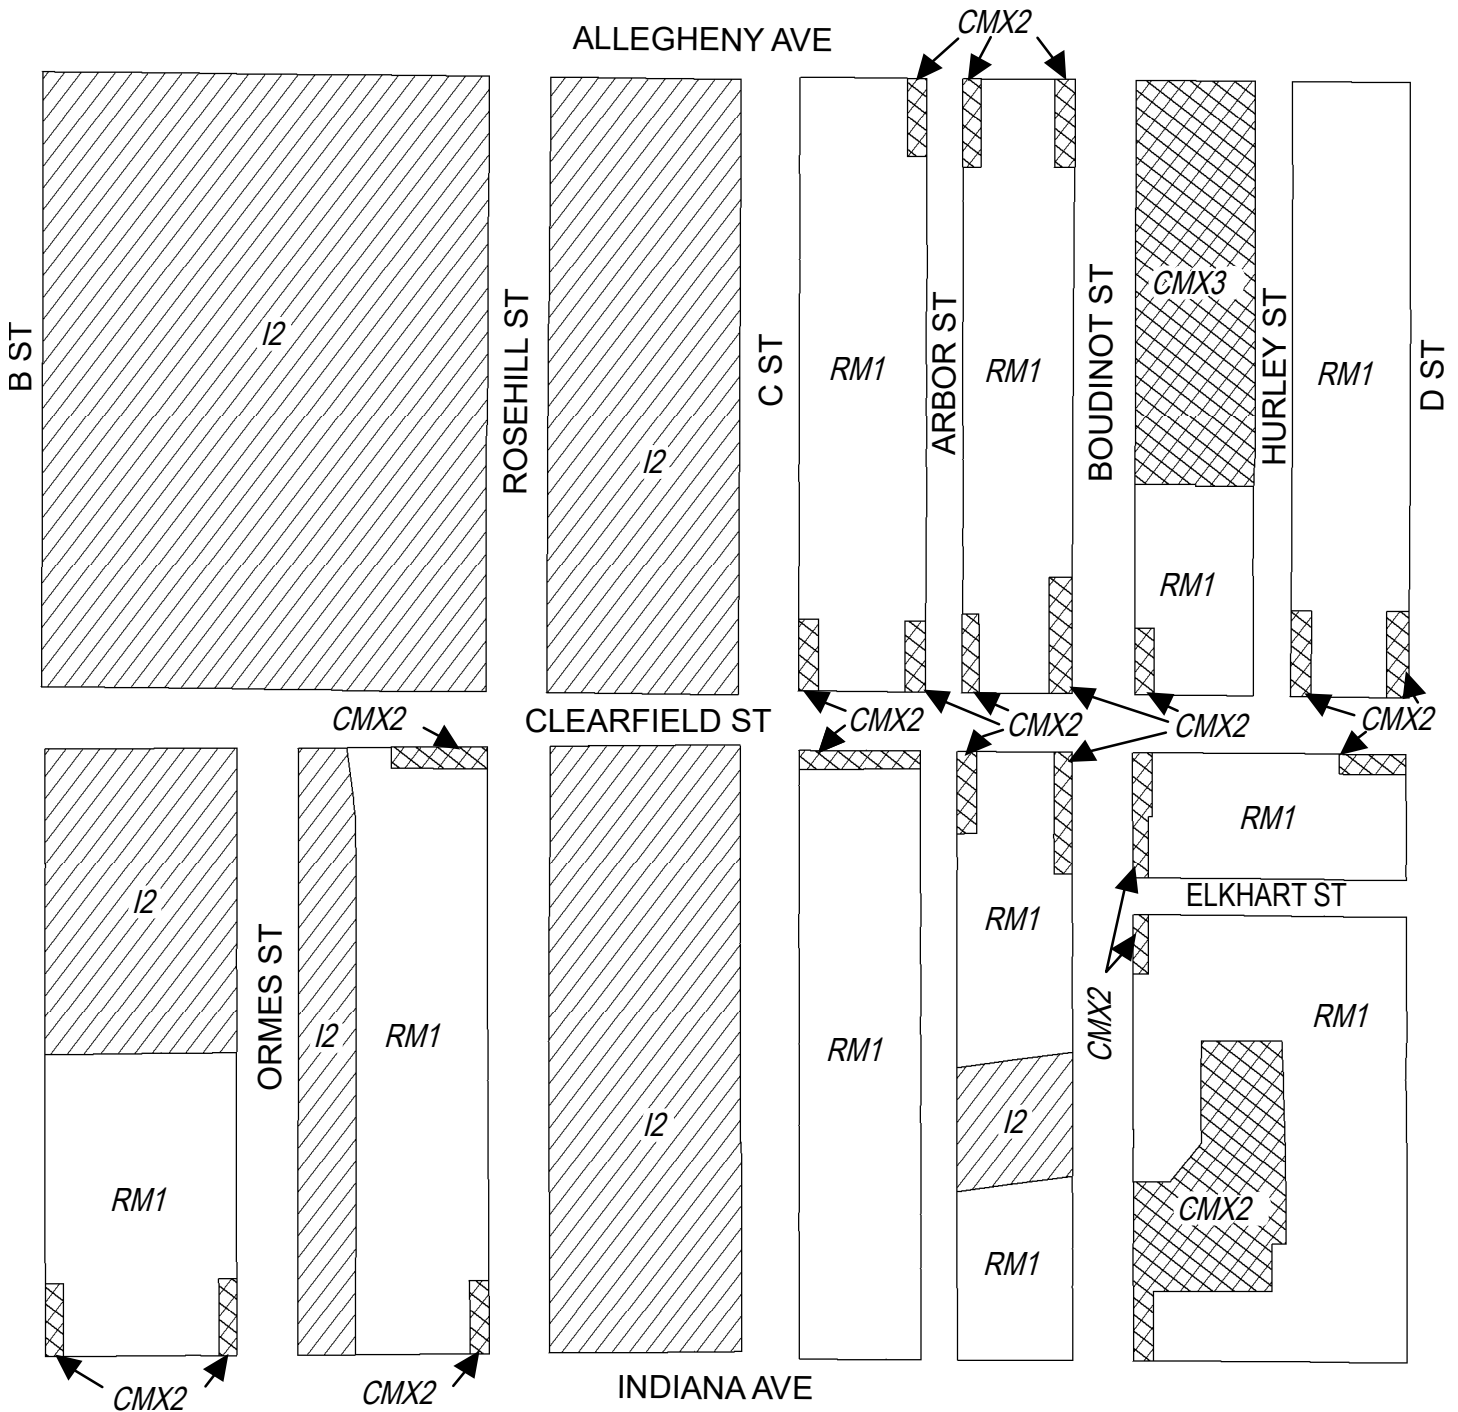 CMX2
ALLEGHENY AVE
B ST
I2
ROSEHILL ST
I2
C ST
RM1
ARBOR ST
RM1
BOUDINOT ST
CMX3
RM1
HURLEY ST
RM1
D ST
CMX2
CLEARFIELD ST
CMX2
CMX2
CMX2
CMX2
I2
ORMES ST
I2
RM1
I2
RM1
RM1
I2
RM1
RM1
ELKHART ST
CMX2
RM1
CMX2
RM1
CMX2
CMX2
INDIANA AVE